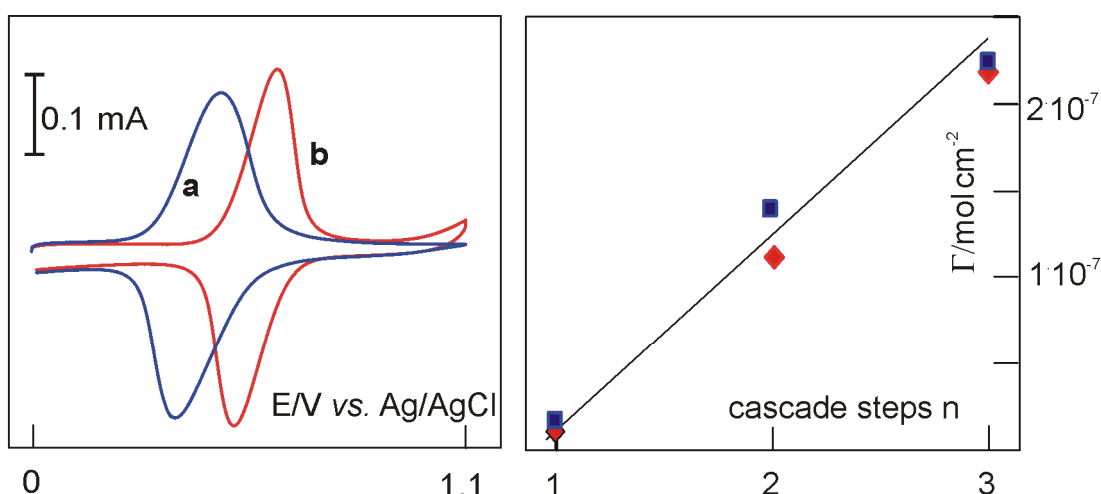 0.1 mA
a
b
E/V vs. Ag/AgCl
0
1.1
2·10⁻⁷
Γ/mol cm⁻²
1·10⁻⁷
cascade steps n
1
2
3